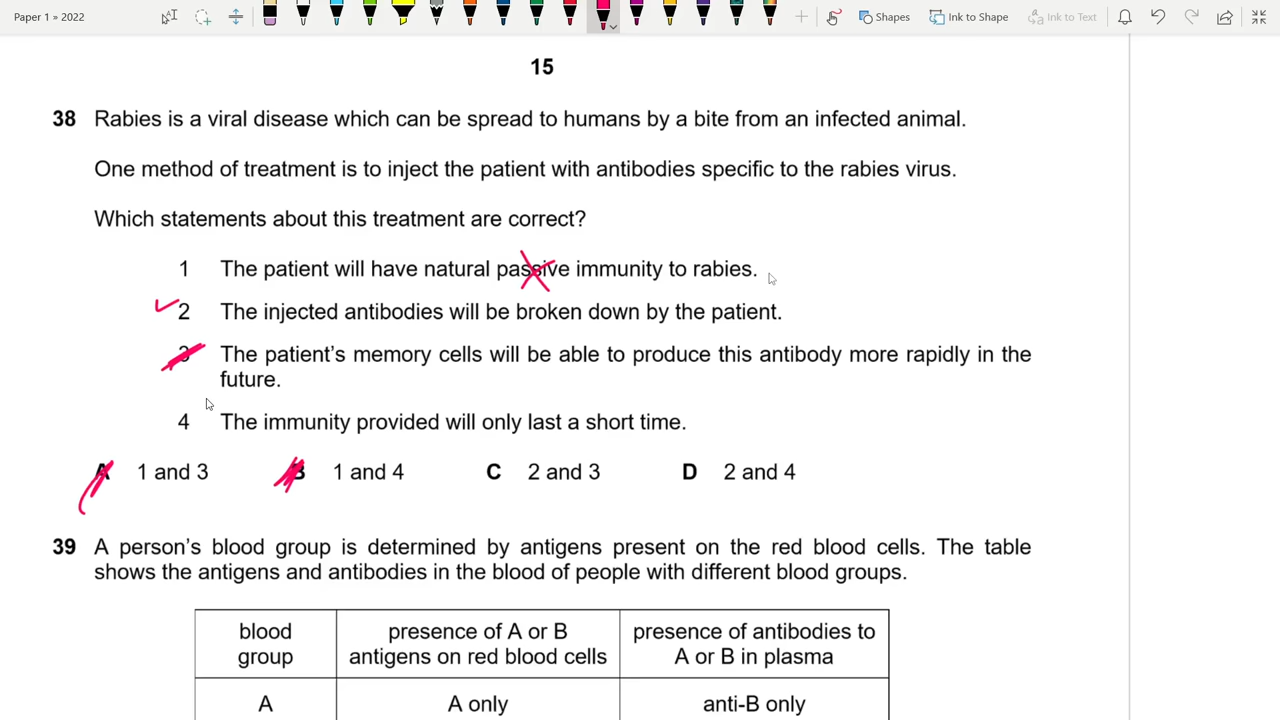 Paper 1 » 2022
Shapes
Ink to Shape
Ink to Text
15
38 Rabies is a viral disease which can be spread to humans by a bite from an infected animal.
One method of treatment is to inject the patient with antibodies specific to the rabies virus.
Which statements about this treatment are correct?
1 The patient will have natural passive immunity to rabies.
2 The injected antibodies will be broken down by the patient.
3 The patient's memory cells will be able to produce this antibody more rapidly in the
future.
4 The immunity provided will only last a short time.
A 1 and 3 B 1 and 4 C 2 and 3 D 2 and 4
39 A person's blood group is determined by antigens present on the red blood cells. The table
shows the antigens and antibodies in the blood of people with different blood groups.
blood group
presence of A or B antigens on red blood cells
presence of antibodies to A or B in plasma
A A only anti-B only